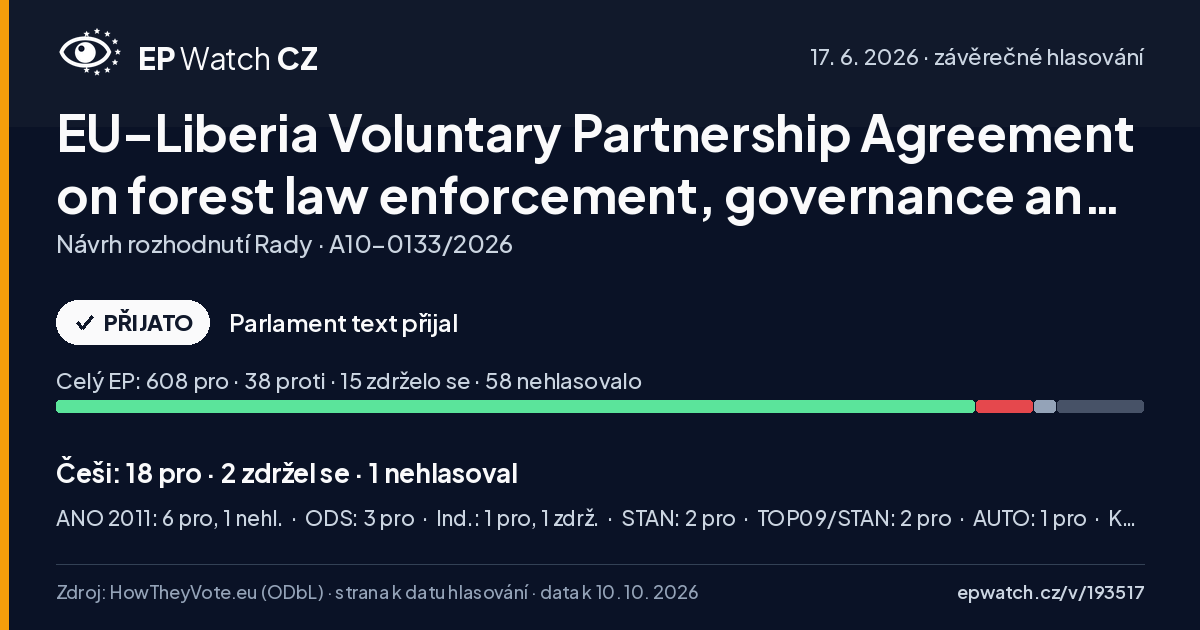 EP Watch CZ
17. 6. 2026 · závěrečné hlasování
EU–Liberia Voluntary Partnership Agreement
on forest law enforcement, governance an…
Návrh rozhodnutí Rady · A10–0133/2026
✓ PŘIJATO
Parlament text přijal
Celý EP: 608 pro · 38 proti · 15 zdrželo se · 58 nehlasovalo
Češi: 18 pro · 2 zdržel se · 1 nehlasoval
ANO 2011: 6 pro, 1 nehl. · ODS: 3 pro · Ind.: 1 pro, 1 zdrž. · STAN: 2 pro · TOP09/STAN: 2 pro · AUTO: 1 pro · K…
Zdroj: HowTheyVote.eu (ODbL) · strana k datu hlasování · data k 10. 10. 2026
epwatch.cz/v/193517